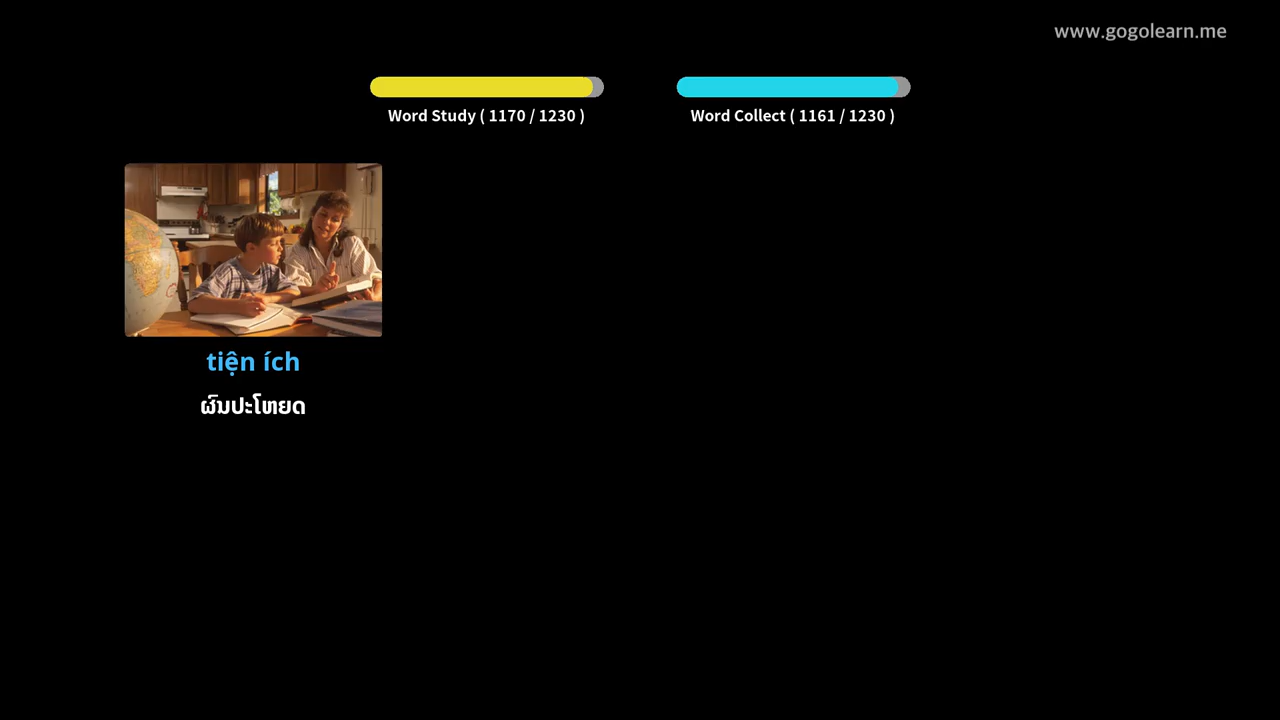 www.gogolearn.me
Word Study ( 1170 / 1230 )
Word Collect ( 1161 / 1230 )
tiện ích
ຜົນປະໂຫຍດ